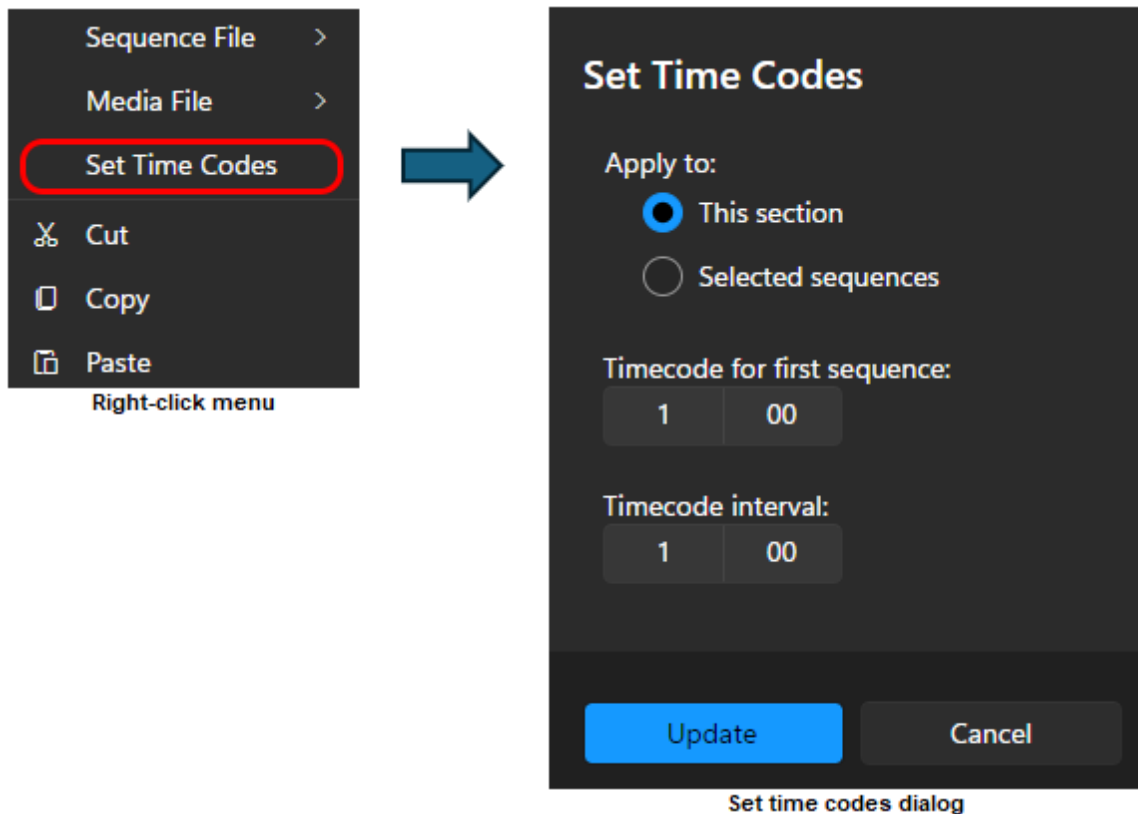 Sequence File >
Media File >
Set Time Codes
Cut
Copy
Paste
Right-click menu
Set Time Codes
Apply to:
This section
Selected sequences
Timecode for first sequence:
1 00
Timecode interval:
1 00
Update Cancel
Set time codes dialog